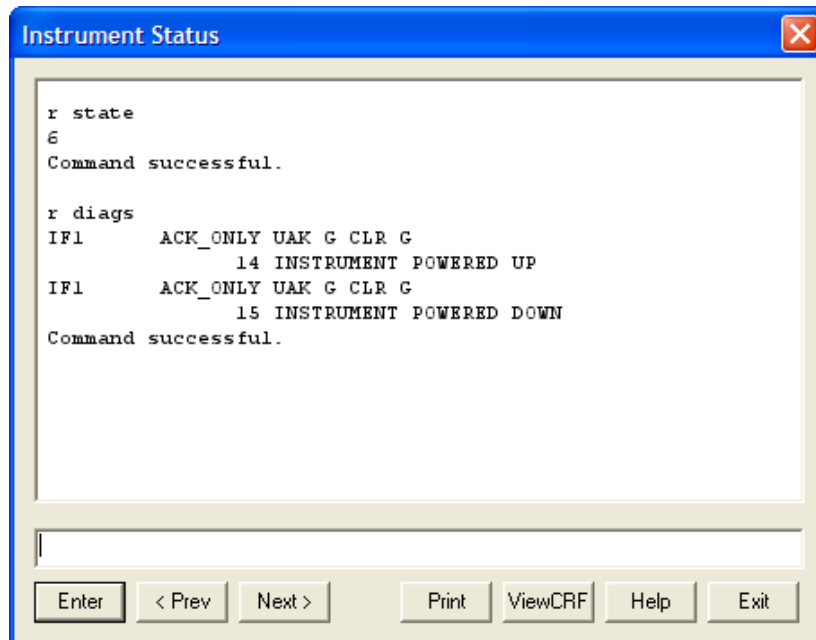 Instrument Status
r state
6
Command successful.
r diags
IF1 ACK_ONLY UAK G CLR G
14 INSTRUMENT POWERED UP
IF1 ACK_ONLY UAK G CLR G
15 INSTRUMENT POWERED DOWN
Command successful.
Enter < Prev Next > Print ViewCRF Help Exit